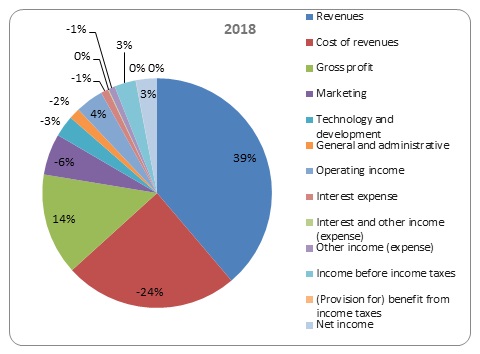 2018
-1%
0%
-1%
3%
0% 0%
3%
-2%
4%
-3%
-6%
14%
-24%
39%
Revenues
Cost of revenues
Gross profit
Marketing
Technology and
development
General and administrative
Operating income
Interest expense
Interest and other income
(expense)
Other income (expense)
Income before income taxes
(Provision for) benefit from
income taxes
Net income